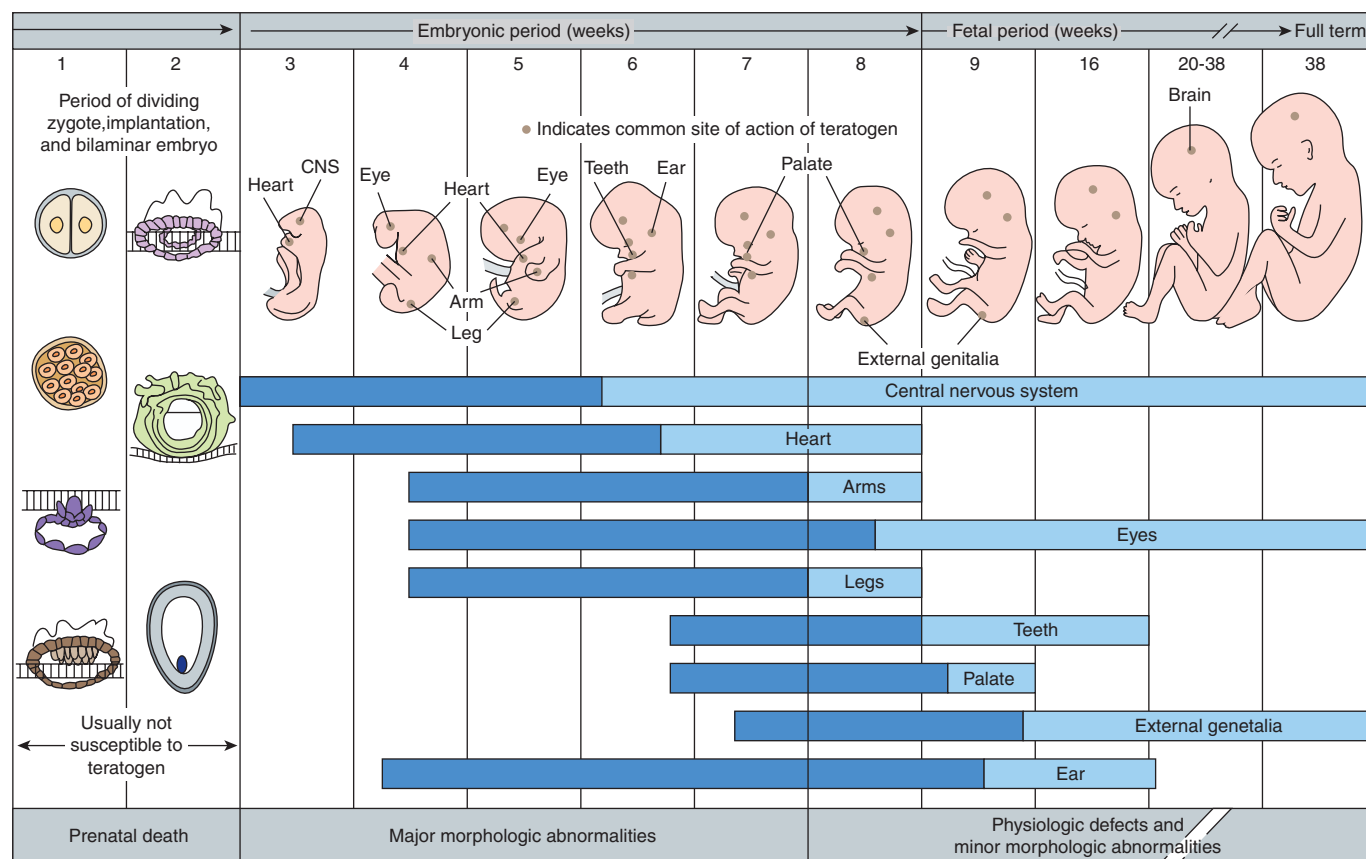 Embryonic period (weeks)
Fetal period (weeks)
Full term
1
2
3
4
5
6
7
8
9
16
20-38
38
Period of dividing
zygote,implantation,
and bilaminar embryo
Indicates common site of action of teratogen
Brain
CNS
Heart
Eye
Heart
Eye
Teeth
Ear
Palate
Arm
Leg
External genitalia
Central nervous system
Heart
Arms
Eyes
Legs
Teeth
Palate
External genetalia
Ear
Usually not
susceptible to
teratogen
Prenatal death
Major morphologic abnormalities
Physiologic defects and
minor morphologic abnormalities